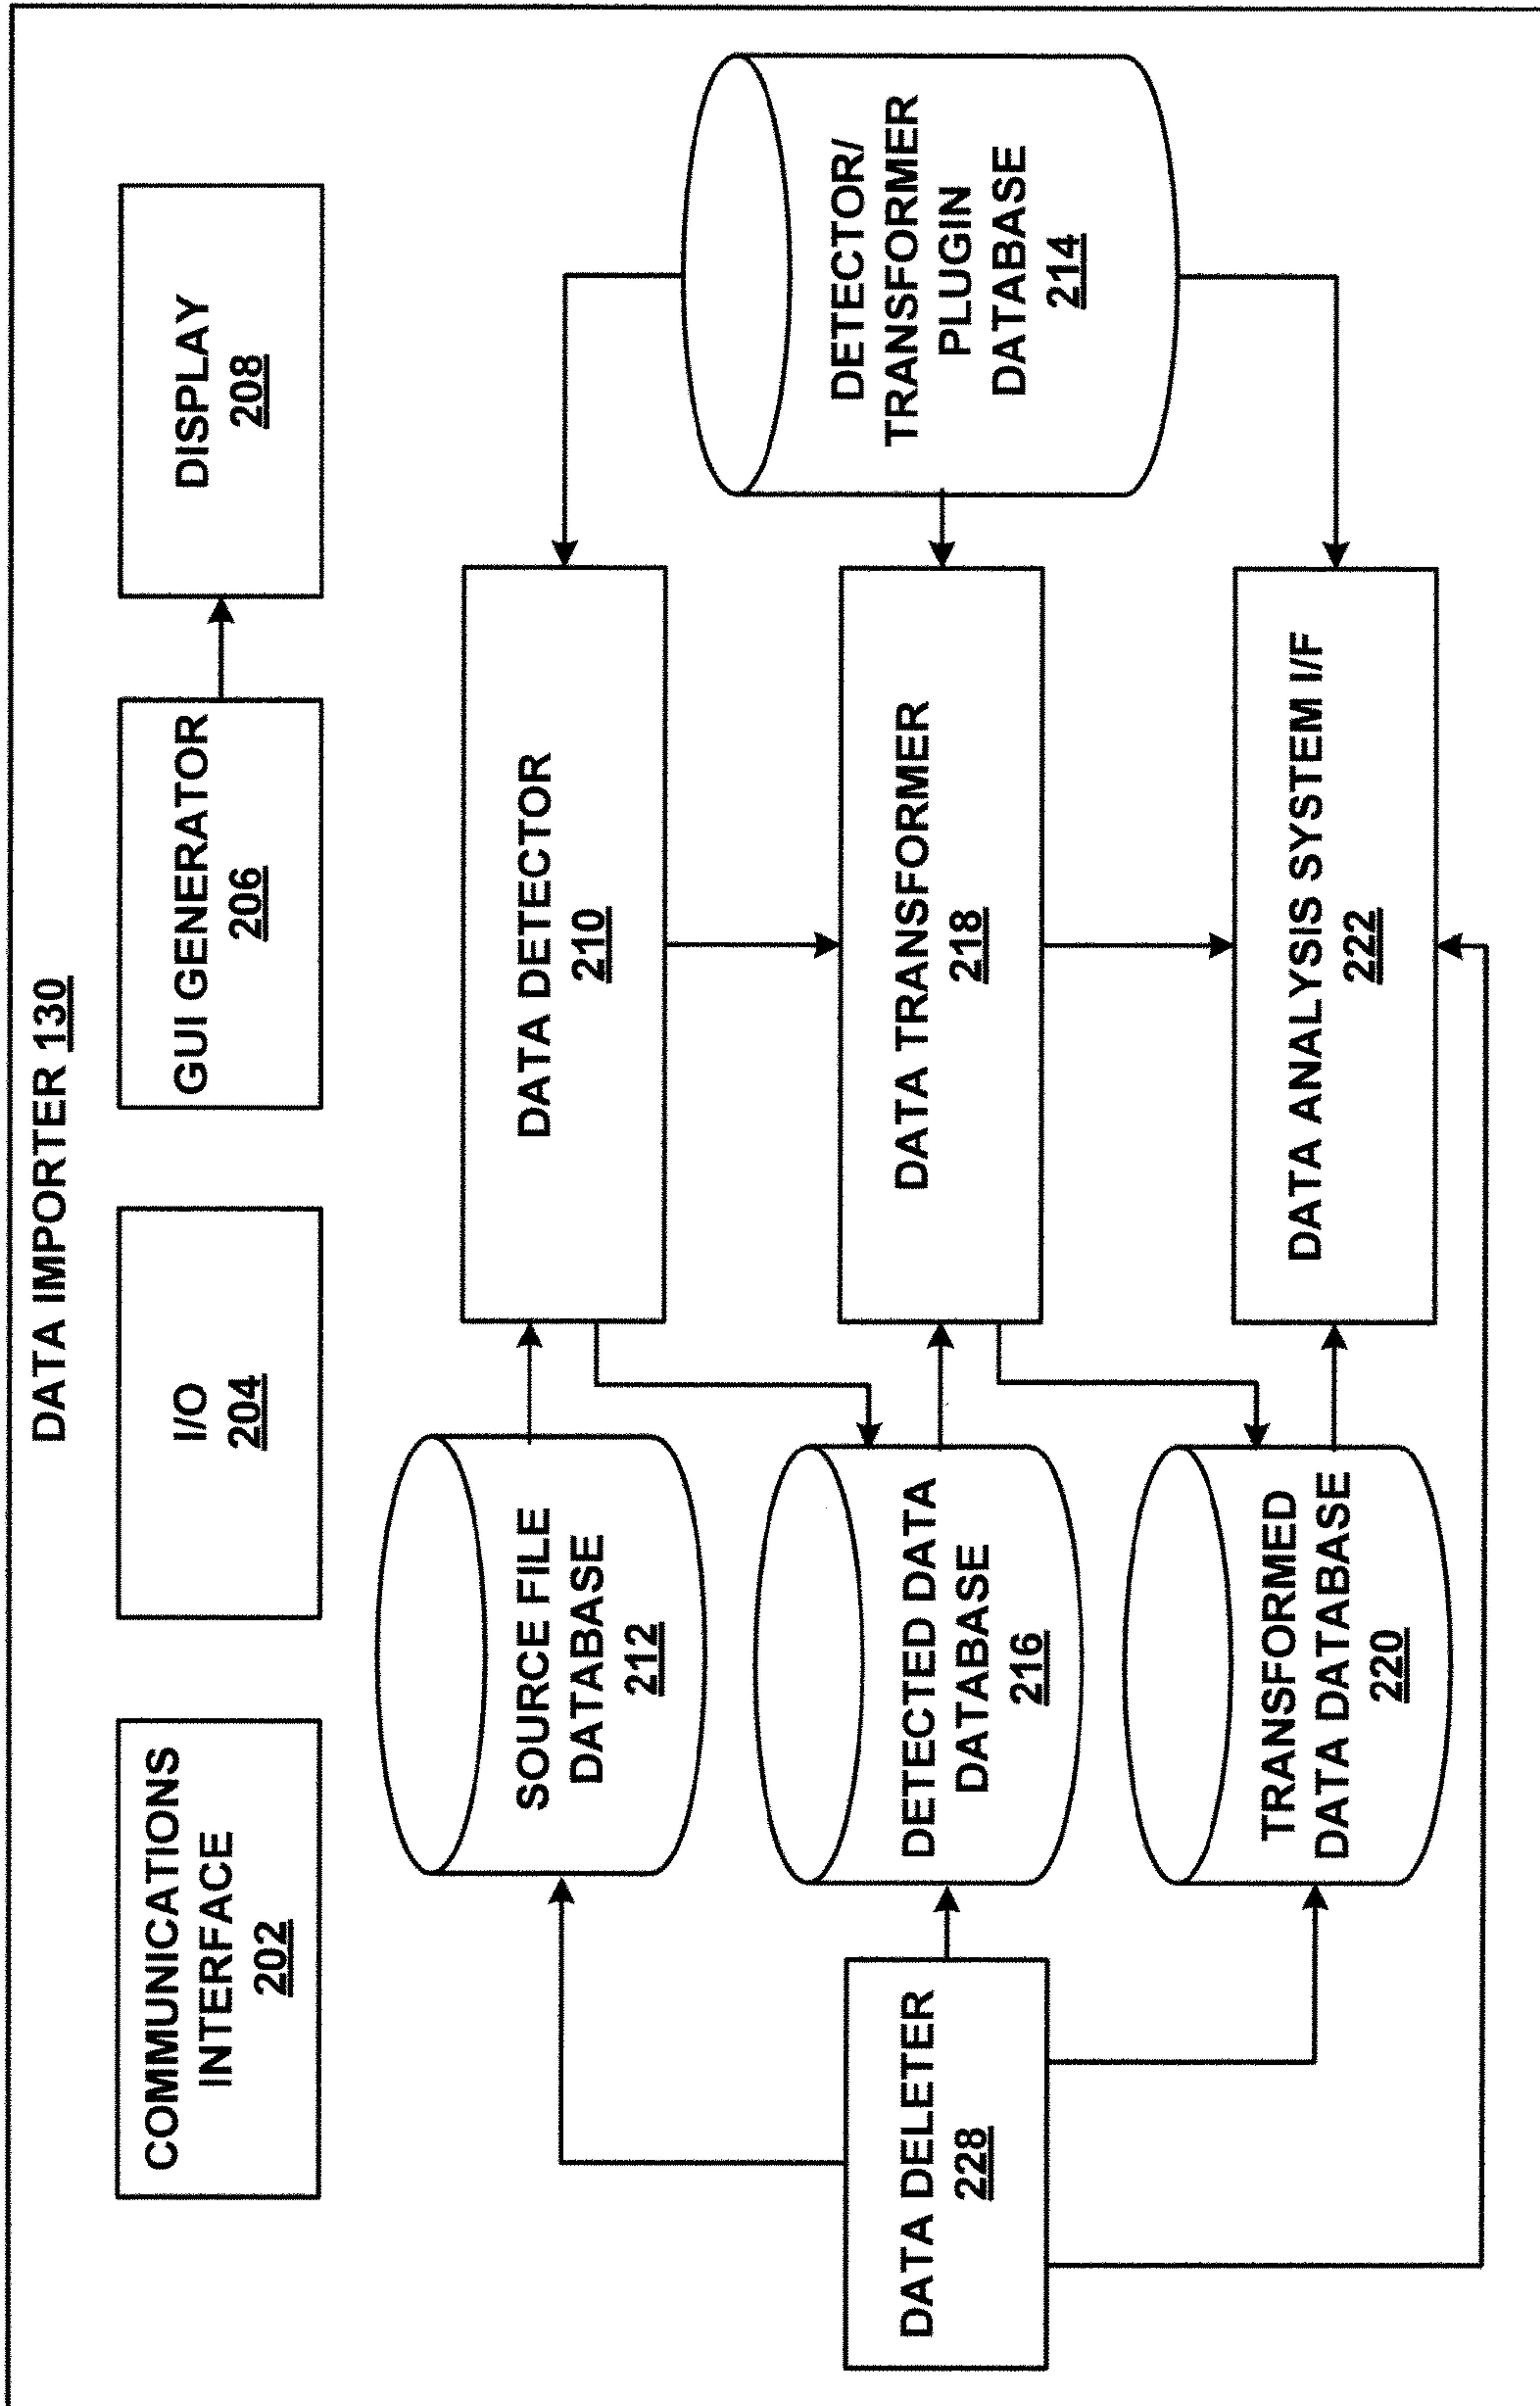 DATA IMPORTER 130
COMMUNICATIONS
INTERFACE
202
I/O
204
GUI GENERATOR
206
DISPLAY
208
SOURCE FILE
DATABASE
212
DATA DETECTOR
210
DETECTOR/
TRANSFORMER
PLUGIN
DATABASE
214
DATA DELETER
228
DETECTED DATA
DATABASE
216
DATA TRANSFORMER
218
TRANSFORMED
DATA DATABASE
220
DATA ANALYSIS SYSTEM I/F
222